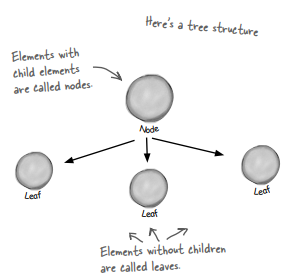 Here's a tree structure
Elements with
child elements
are called nodes.
Node
Leaf
Leaf
Leaf
Elements without children
are called leaves.